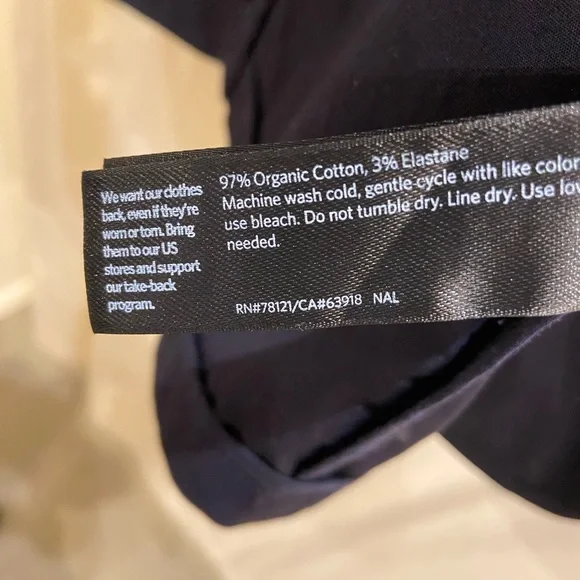 We want our clothes
back, even if they're
worn or torn. Bring
them to our US
stores and support
our take-back
program.
97% Organic Cotton, 3% Elastane
Machine wash cold, gentle cycle with like color
use bleach. Do not tumble dry. Line dry. Use low
needed.
RN#78121/CA#63918 NAL